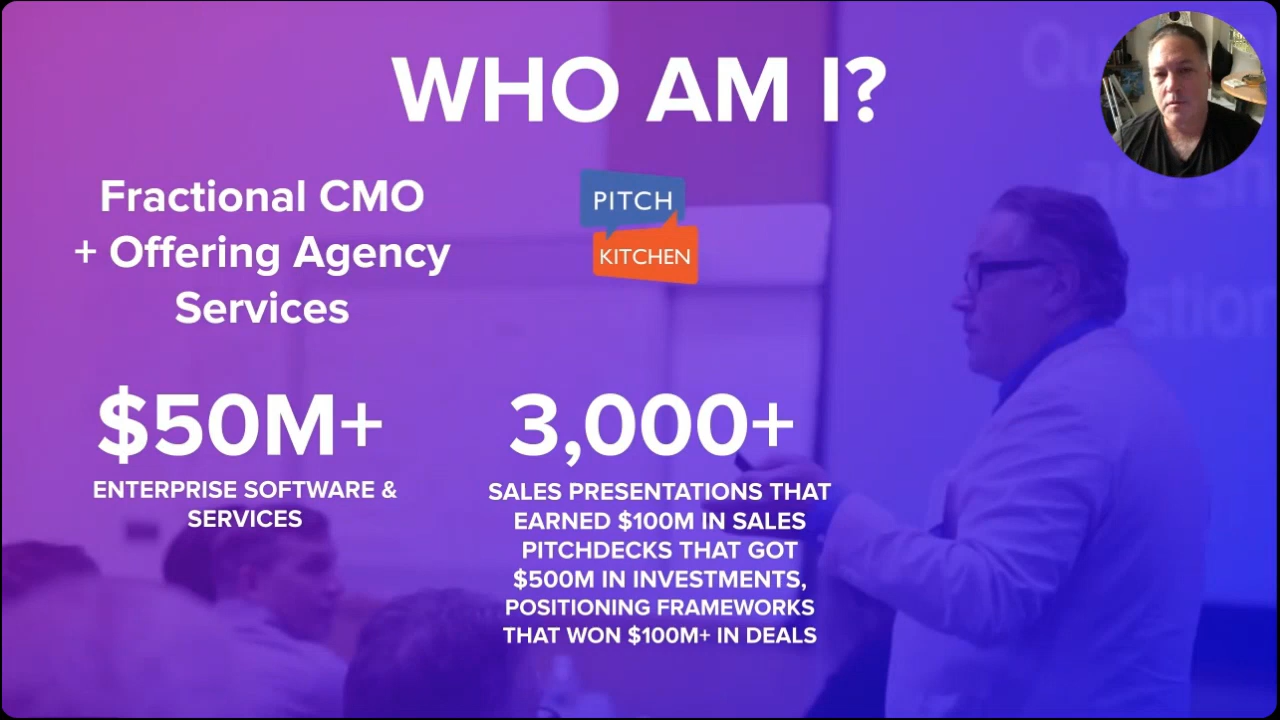 WHO AM I?
Fractional CMO
+ Offering Agency
Services
PITCH
KITCHEN
$50M+
ENTERPRISE SOFTWARE &
SERVICES
3,000+
SALES PRESENTATIONS THAT
EARNED $100M IN SALES
PITCHDECKS THAT GOT
$500M IN INVESTMENTS,
POSITIONING FRAMEWORKS
THAT WON $100M+ IN DEALS